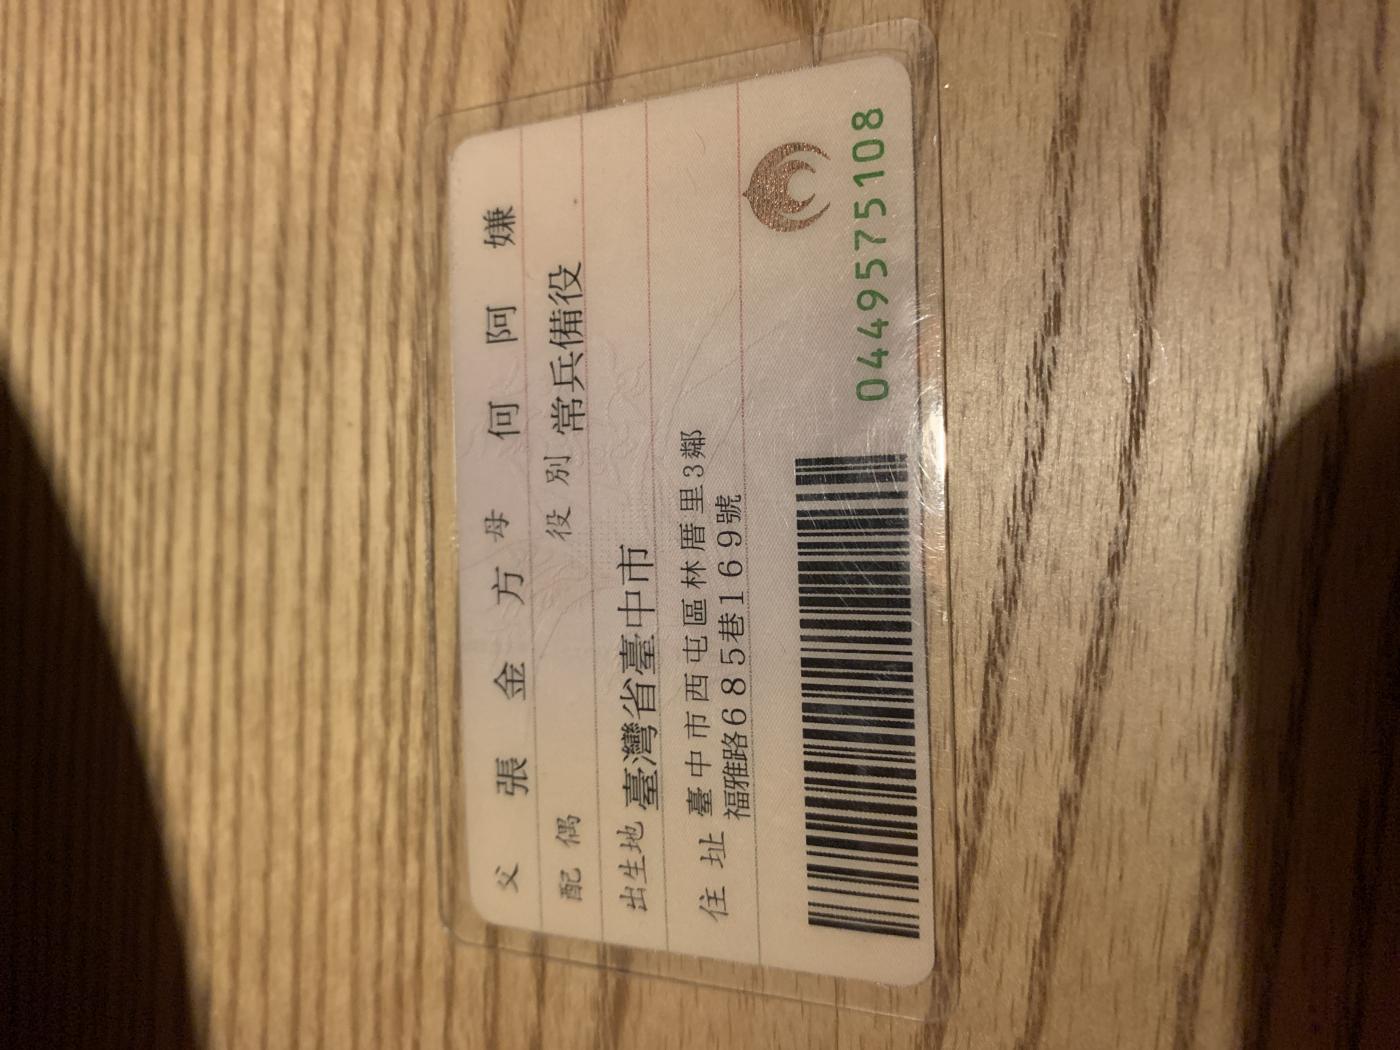 父 張金方 母 何阿嫌
配偶 役別 常兵備役
出生地 臺灣省臺中市
住址 臺中市西屯區林厝里3鄰
福雅路685巷169號
0449575108